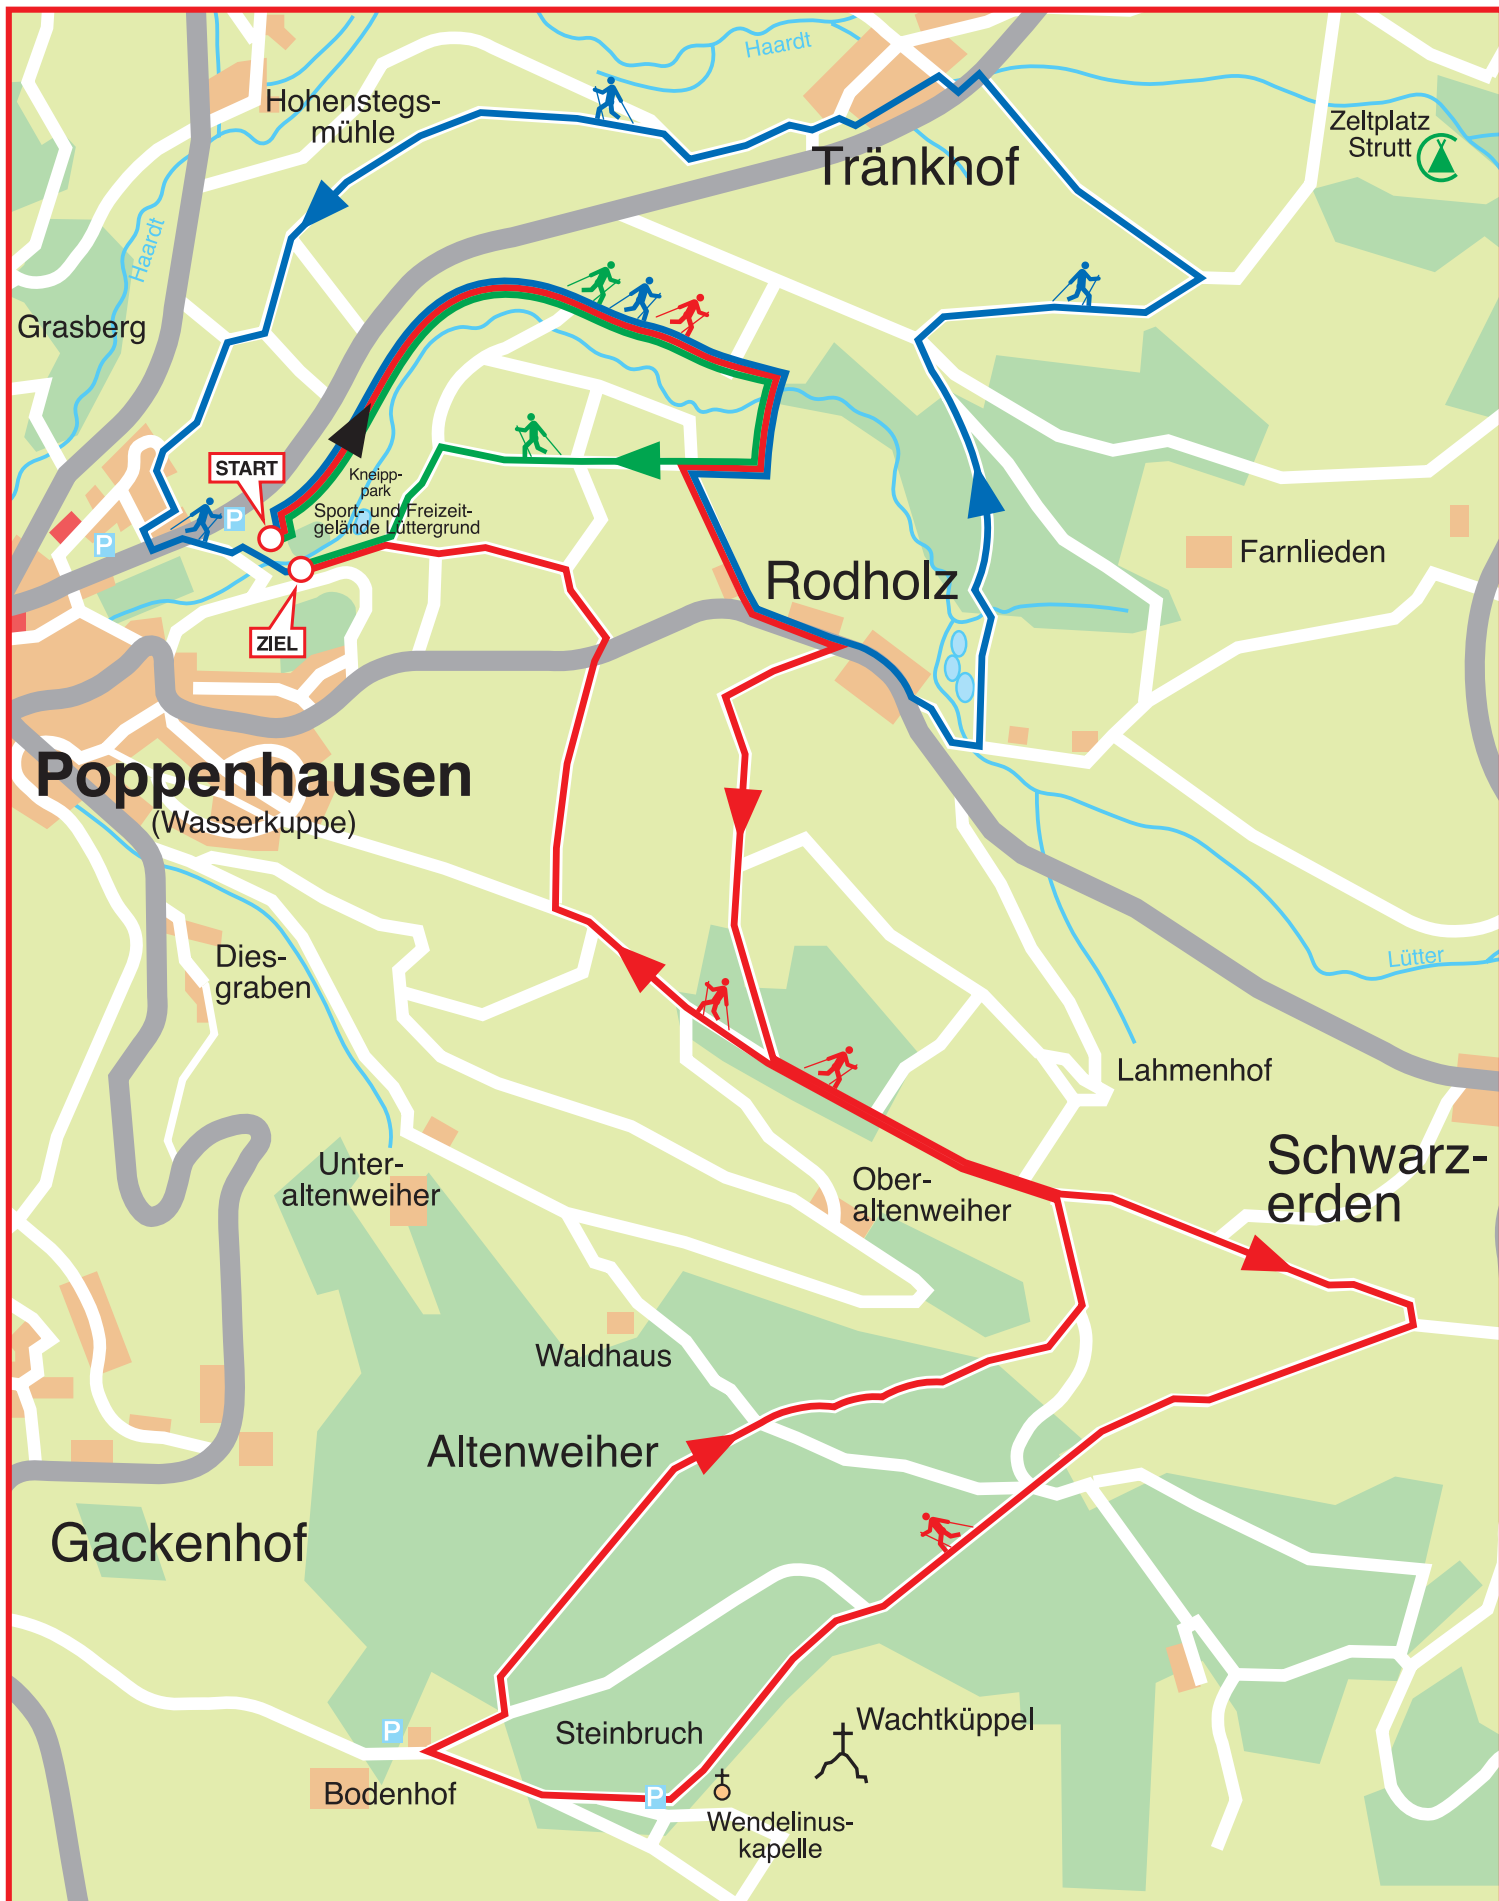 Haardt
Hohenstegs-
mühle
Zeltplatz
Strutt
Tränkhof
Haardt
Grasberg
START
Kneipp-
park
Sport- und Freizeit-
gelände Lüttergrund
P
P
Farnlieden
Rodholz
ZIEL
Poppenhausen
(Wasserkuppe)
Dies-
graben
Lütter
Lahmenhof
Schwarz-
erden
Unter-
altenweiher
Ober-
altenweiher
Waldhaus
Altenweiher
Gackenhof
Steinbruch
Wachtküppel
P
Bodenhof
P
Wendelinus-
kapelle